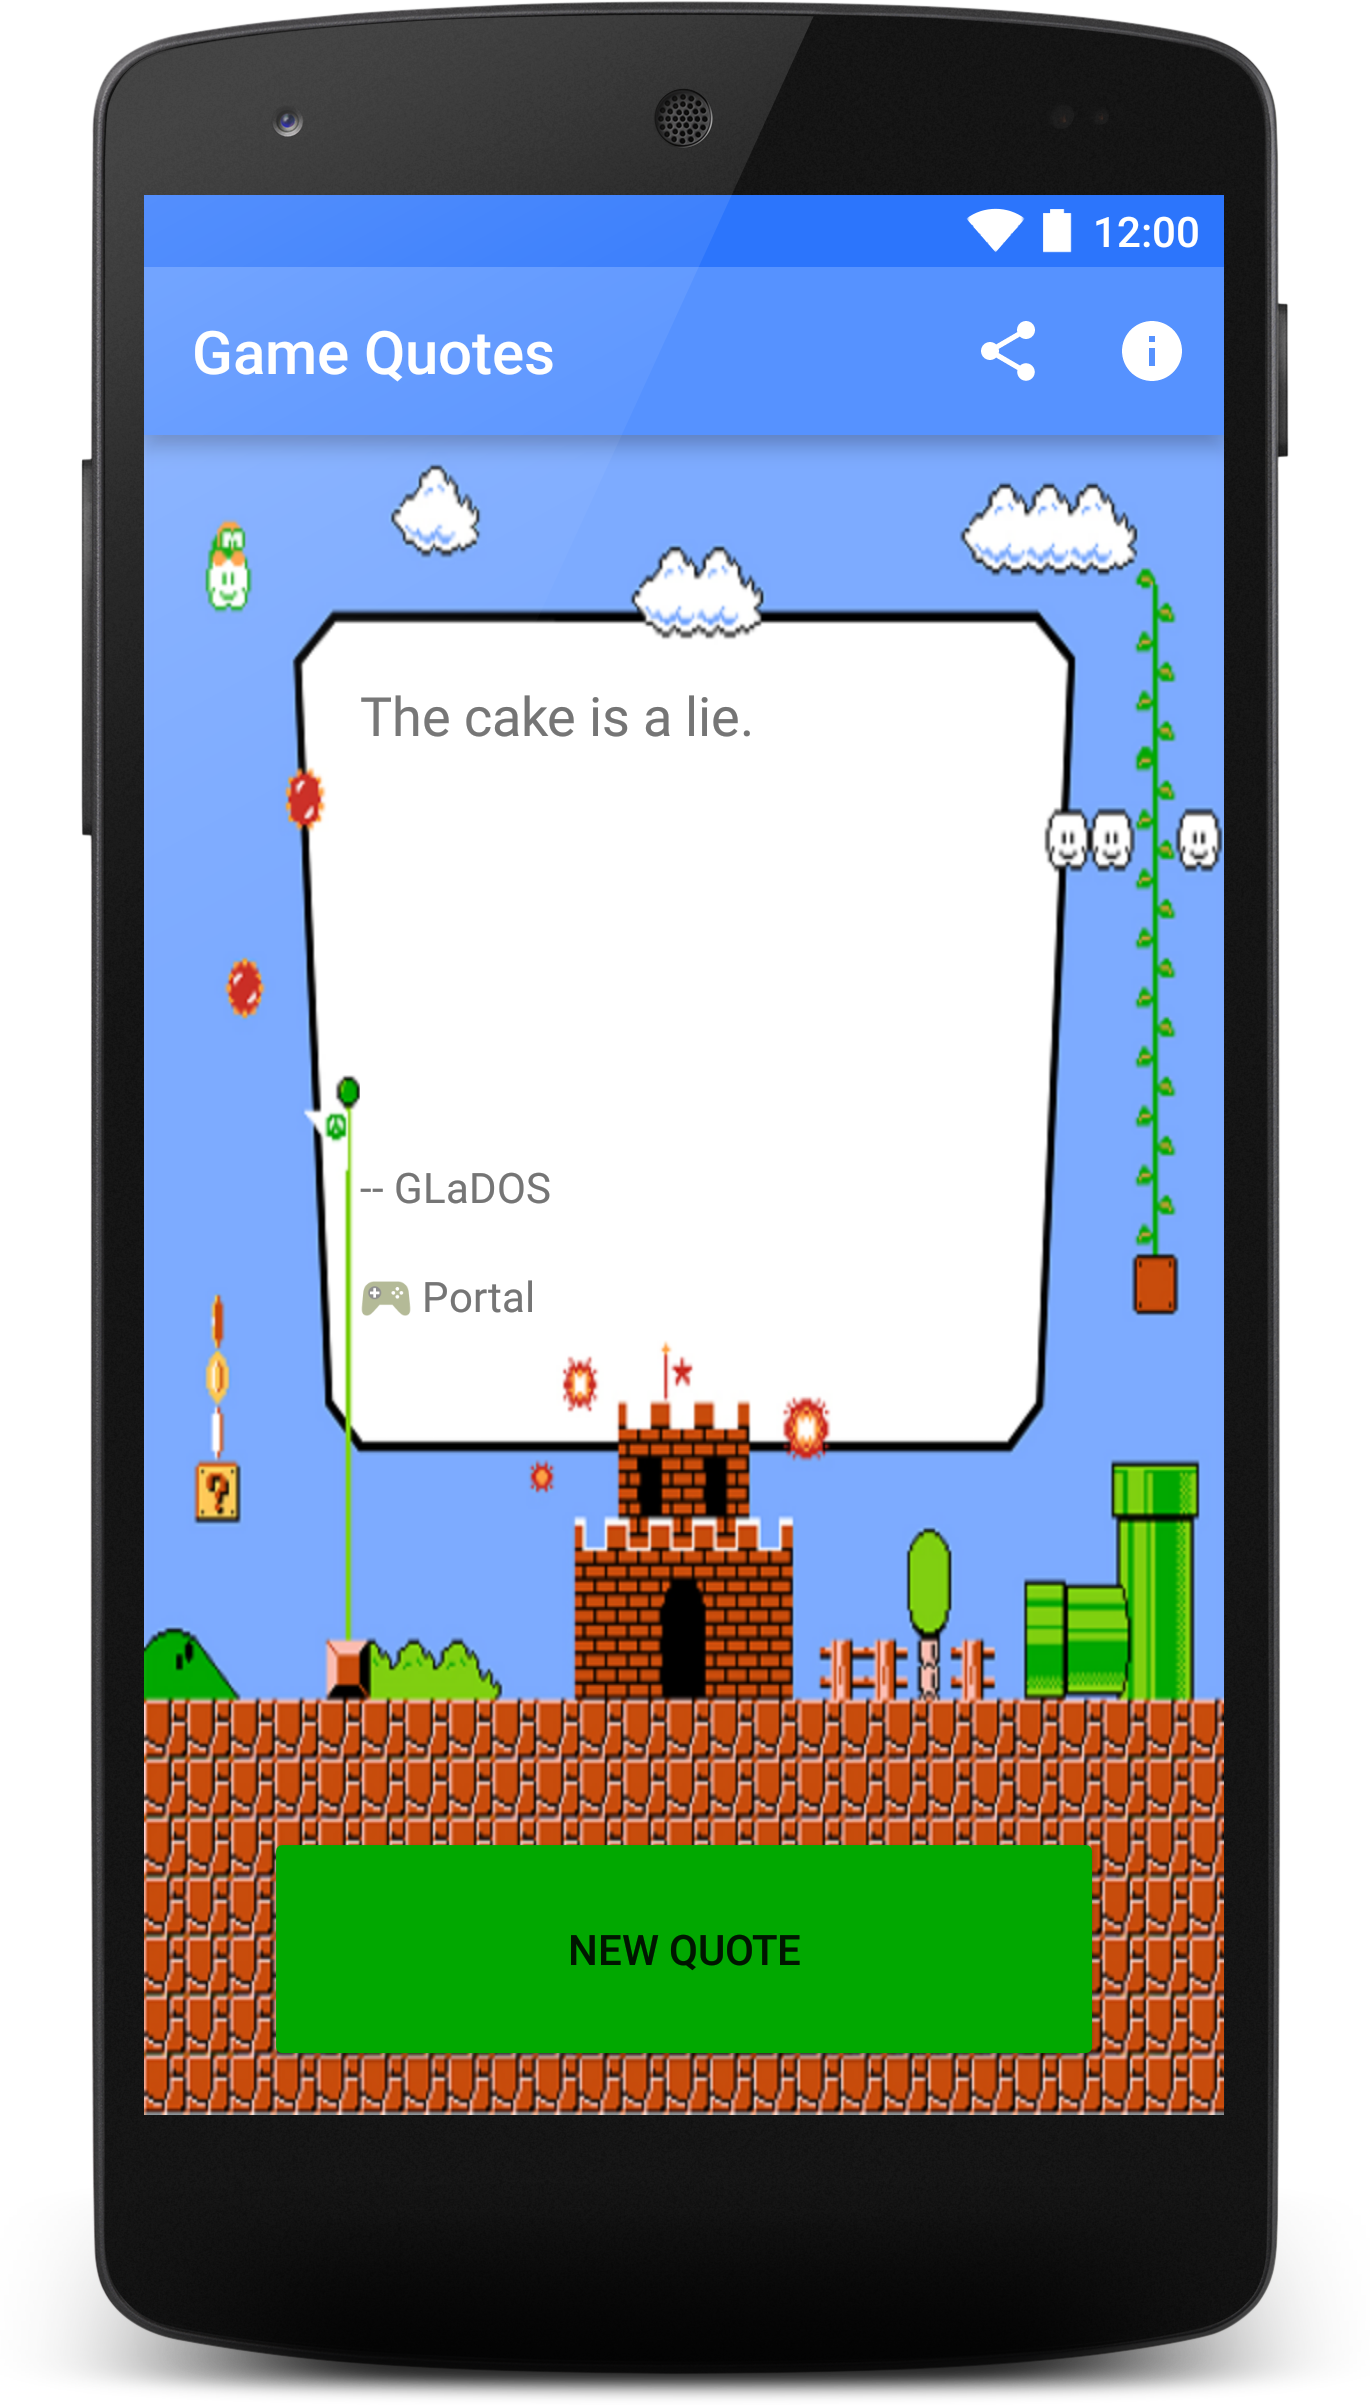 12:00
Game Quotes
The cake is a lie.
-- GLaDOS
Portal
?
NEW QUOTE